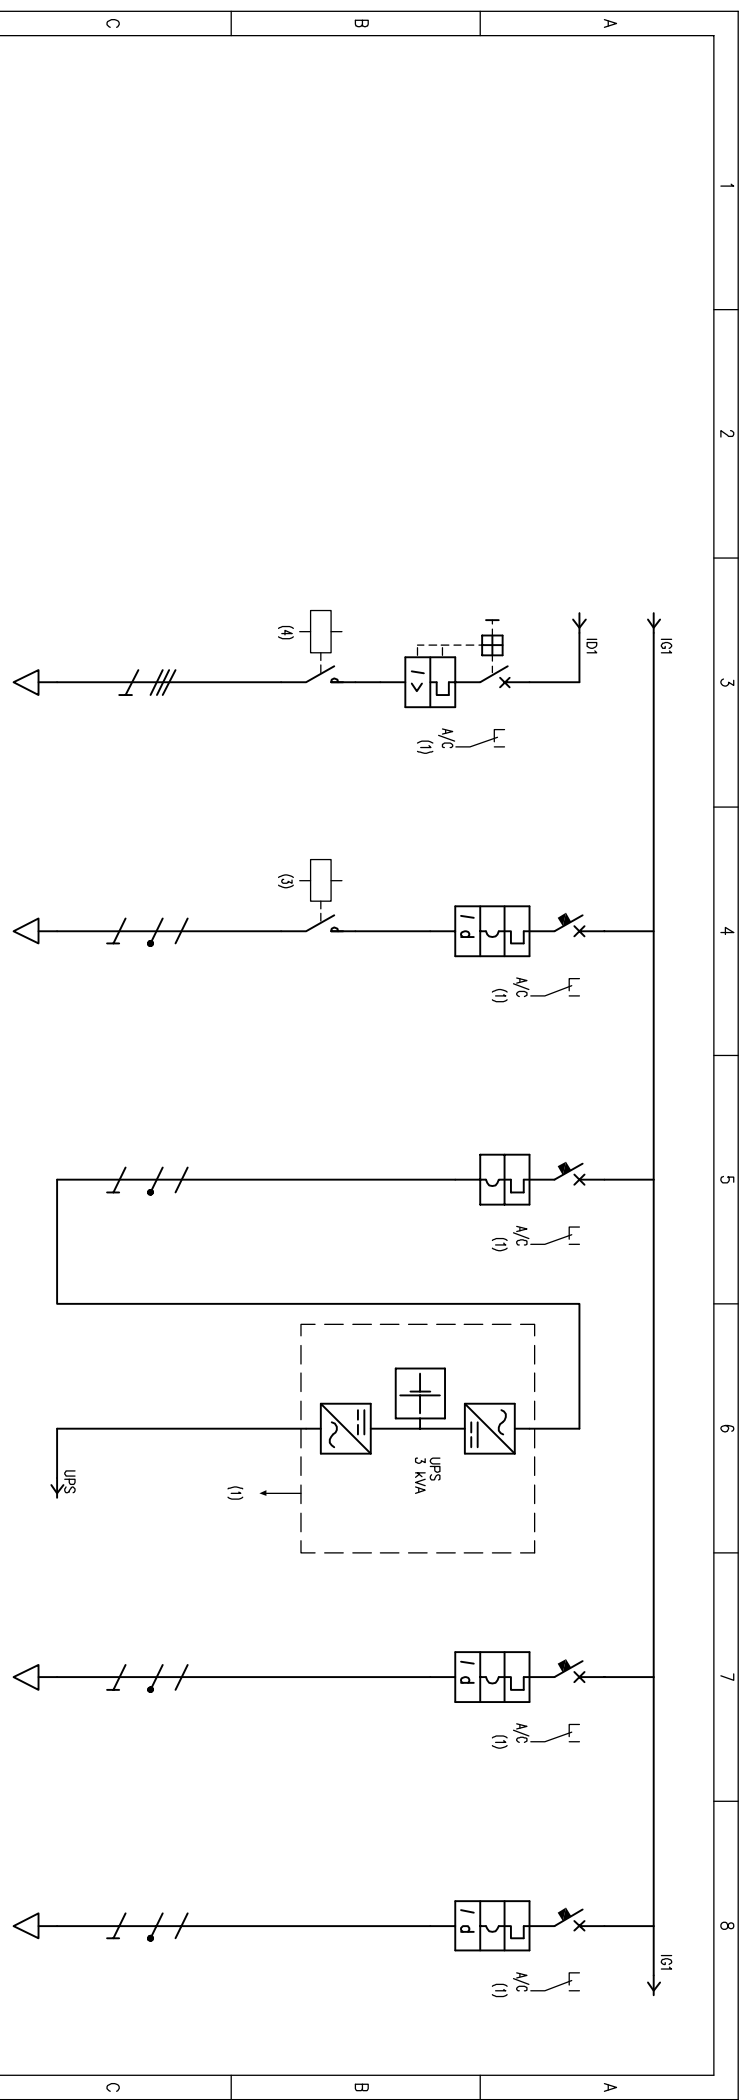 1
2
3
4
5
6
7
8
A
B
C
A
B
C
IG1
IG1
ID1
A/C
(1)
I >
(4)
A/C
(1)
I d
(3)
A/C
(1)
UPS
3 kVA
(1)
UPS
A/C
(1)
I d
A/C
(1)
I d